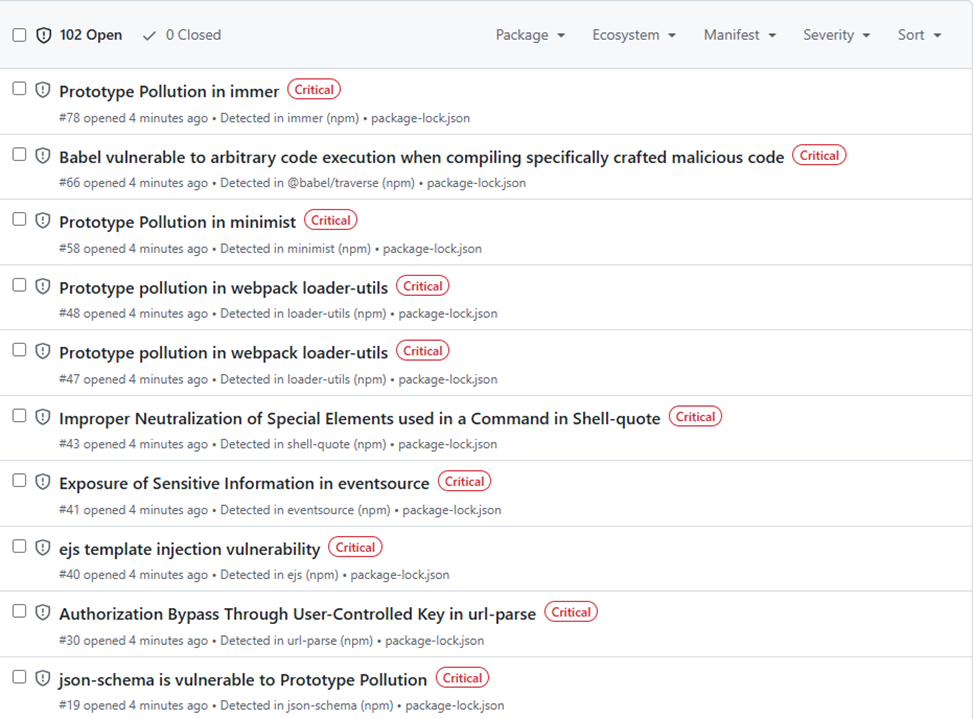 102 Open 0 Closed Package Ecosystem Manifest Severity Sort
Prototype Pollution in immer Critical
#78 opened 4 minutes ago • Detected in immer (npm) • package-lock.json
Babel vulnerable to arbitrary code execution when compiling specifically crafted malicious code Critical
#66 opened 4 minutes ago • Detected in @babel/traverse (npm) • package-lock.json
Prototype Pollution in minimist Critical
#58 opened 4 minutes ago • Detected in minimist (npm) • package-lock.json
Prototype pollution in webpack loader-utils Critical
#48 opened 4 minutes ago • Detected in loader-utils (npm) • package-lock.json
Prototype pollution in webpack loader-utils Critical
#47 opened 4 minutes ago • Detected in loader-utils (npm) • package-lock.json
Improper Neutralization of Special Elements used in a Command in Shell-quote Critical
#43 opened 4 minutes ago • Detected in shell-quote (npm) • package-lock.json
Exposure of Sensitive Information in eventsource Critical
#41 opened 4 minutes ago • Detected in eventsource (npm) • package-lock.json
ejs template injection vulnerability Critical
#40 opened 4 minutes ago • Detected in ejs (npm) • package-lock.json
Authorization Bypass Through User-Controlled Key in url-parse Critical
#30 opened 4 minutes ago • Detected in url-parse (npm) • package-lock.json
json-schema is vulnerable to Prototype Pollution Critical
#19 opened 4 minutes ago • Detected in json-schema (npm) • package-lock.json